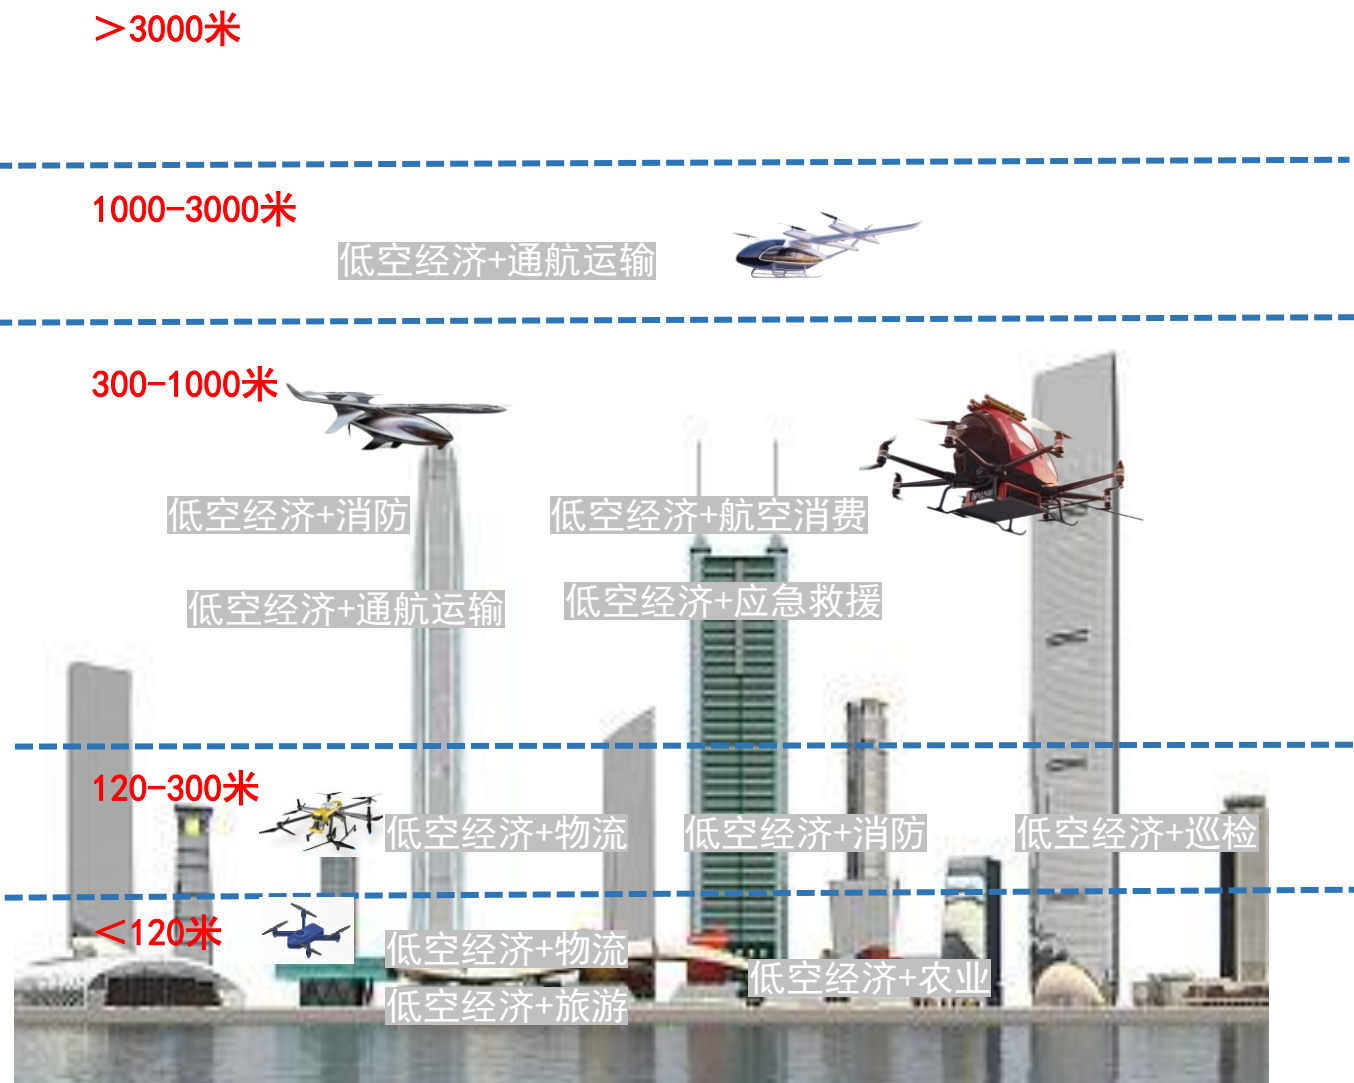 ＞3000米
1000-3000米
低空经济+通航运输
300-1000米
低空经济+消防
低空经济+航空消费
低空经济+通航运输
低空经济+应急救援
120-300米
低空经济+物流
低空经济+消防
低空经济+巡检
＜120米
低空经济+物流
低空经济+农业
低空经济+旅游